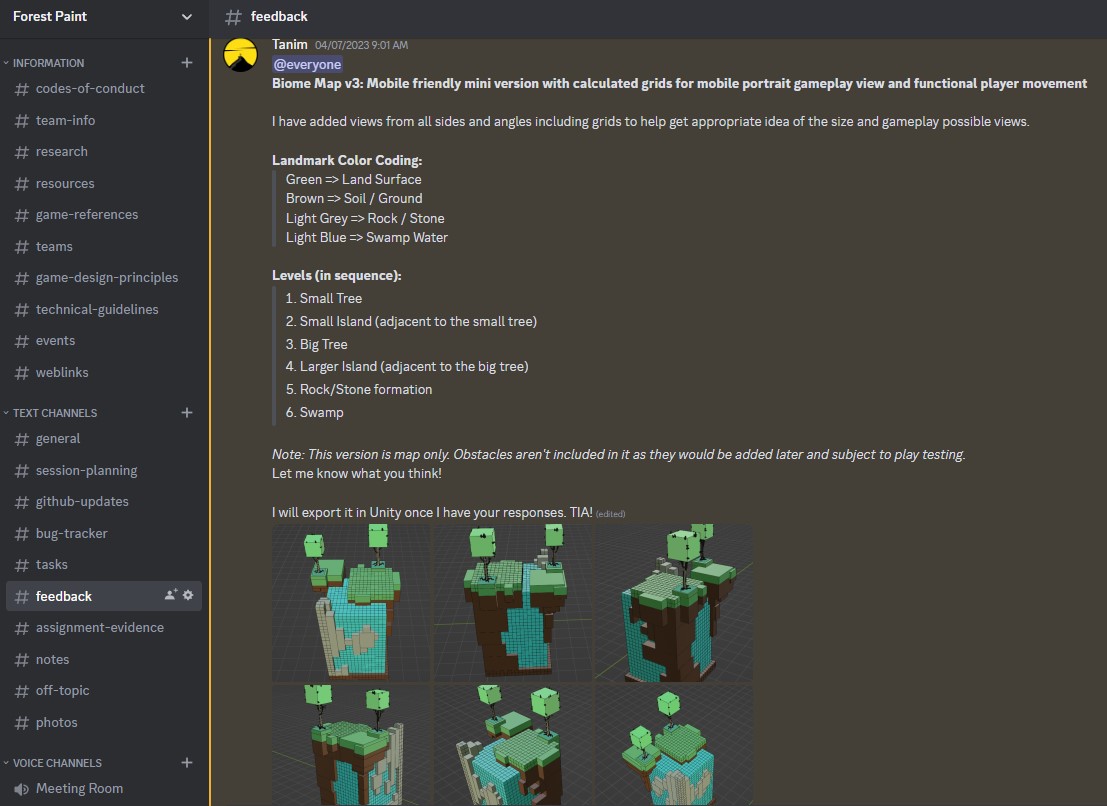 Forest Paint
INFORMATION
# codes-of-conduct
# team-info
# research
# resources
# game-references
# teams
# game-design-principles
# technical-guidelines
# events
# weblinks
TEXT CHANNELS
# general
# session-planning
# github-updates
# bug-tracker
# tasks
# feedback
# assignment-evidence
# notes
# off-topic
# photos
VOICE CHANNELS
Meeting Room
# feedback
Tanim 04/07/2023 9:01 AM
@everyone
Biome Map v3: Mobile friendly mini version with calculated grids for mobile portrait gameplay view and functional player movement
I have added views from all sides and angles including grids to help get appropriate idea of the size and gameplay possible views.
Landmark Color Coding:
Green => Land Surface
Brown => Soil / Ground
Light Grey => Rock / Stone
Light Blue => Swamp Water
Levels (in sequence):
1. Small Tree
2. Small Island (adjacent to the small tree)
3. Big Tree
4. Larger Island (adjacent to the big tree)
5. Rock/Stone formation
6. Swamp
Note: This version is map only. Obstacles aren't included in it as they would be added later and subject to play testing.
Let me know what you think!
I will export it in Unity once I have your responses. TIA! (edited)